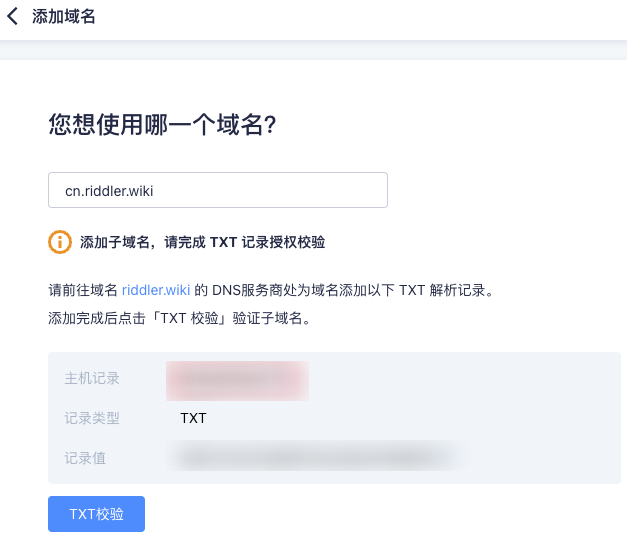 添加域名
您想使用哪一个域名?
cn.riddler.wiki
添加子域名，请完成 TXT 记录授权校验
请前往域名 riddler.wiki 的 DNS服务商处为域名添加以下 TXT 解析记录。
添加完成后点击「TXT 校验」验证子域名。
主机记录
记录类型 TXT
记录值
TXT校验